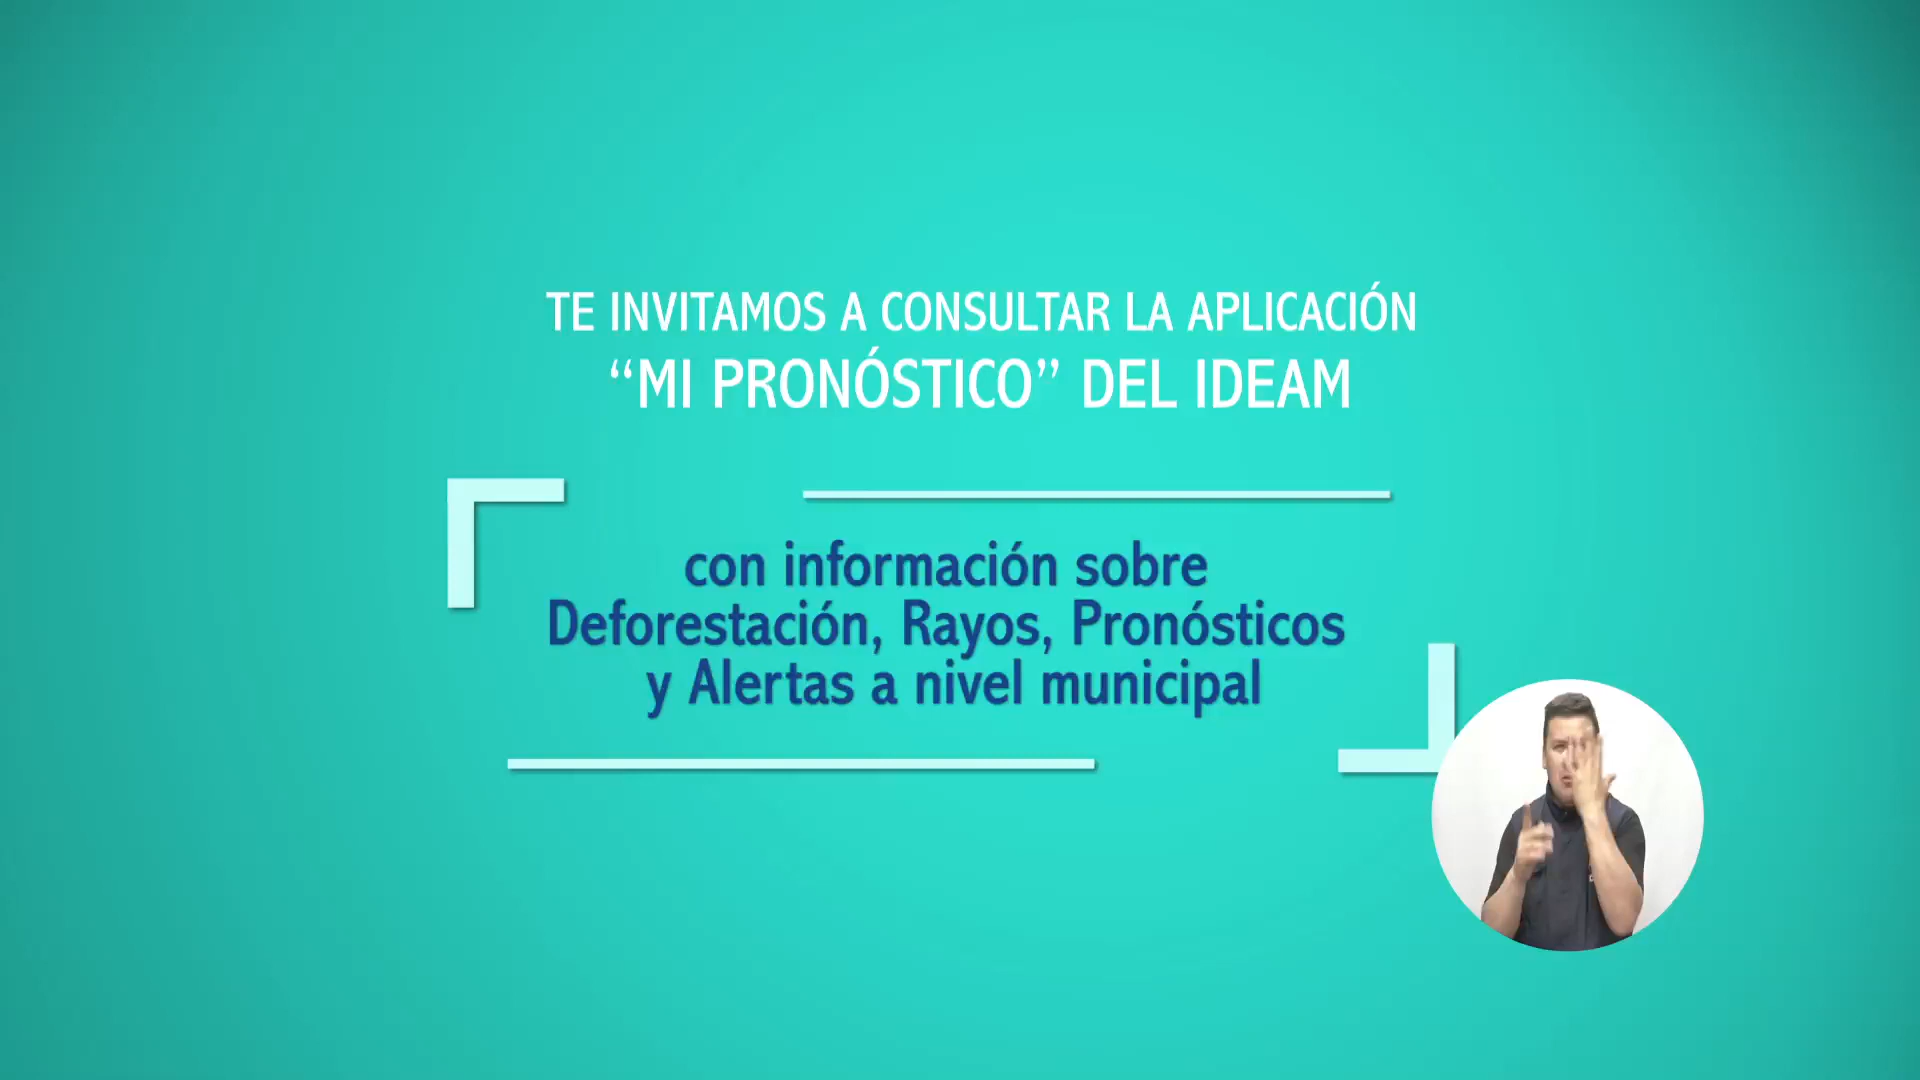 TE INVITAMOS A CONSULTAR LA APLICACIÓN
“MI PRONÓSTICO” DEL IDEAM
con información sobre
Deforestación, Rayos, Pronósticos
y Alertas a nivel municipal